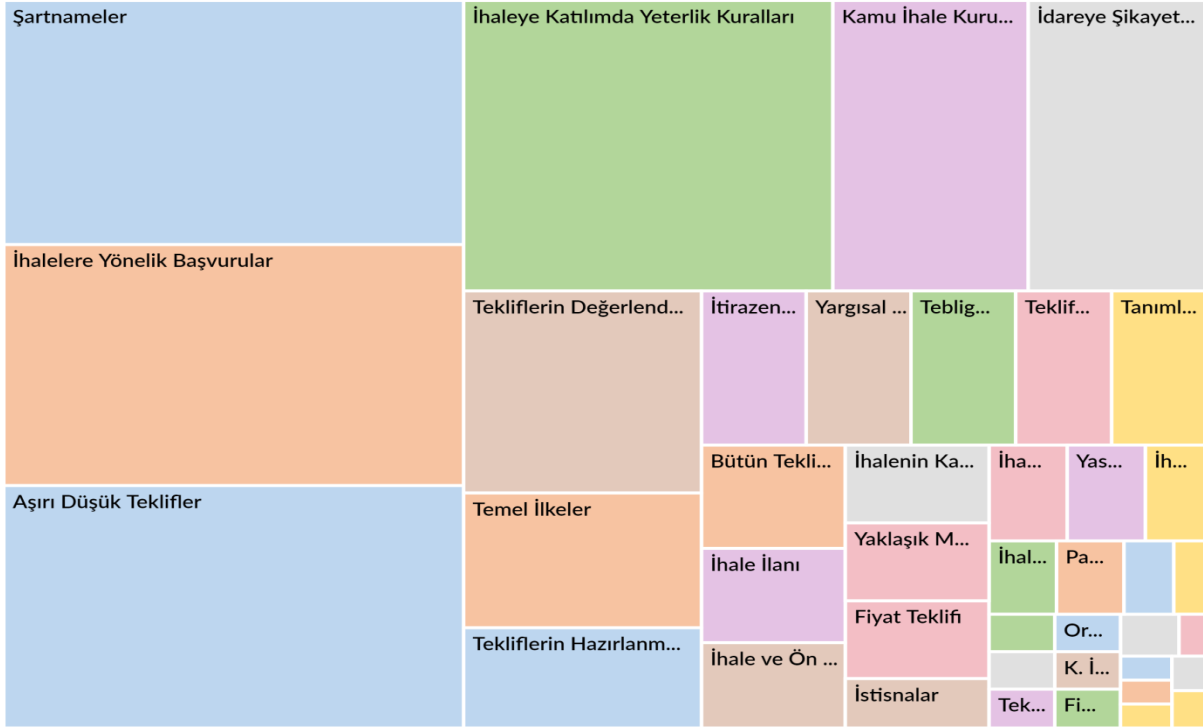 Şartnameler
İhalelere Yönelik Başvurular
Aşırı Düşük Teklifler
İhaleye Katılımda Yeterlik Kuralları
Kamu İhale Kuru...
İdareye Şikayet...
Tekliflerin Değerlend...
Temel İlkeler
Tekliflerin Hazırlanm...
İtirazen...
Yargısal ...
Teblig...
Teklif...
Tanıml...
Bütün Tekli...
İhale İlanı
İhale ve Ön ...
İhalenin Ka...
Yaklaşık M...
Fiyat Teklifi
İstisnalar
İha...
Yas...
İh...
İhal...
Pa...
Or...
K. İ...
Tek...
Fi...